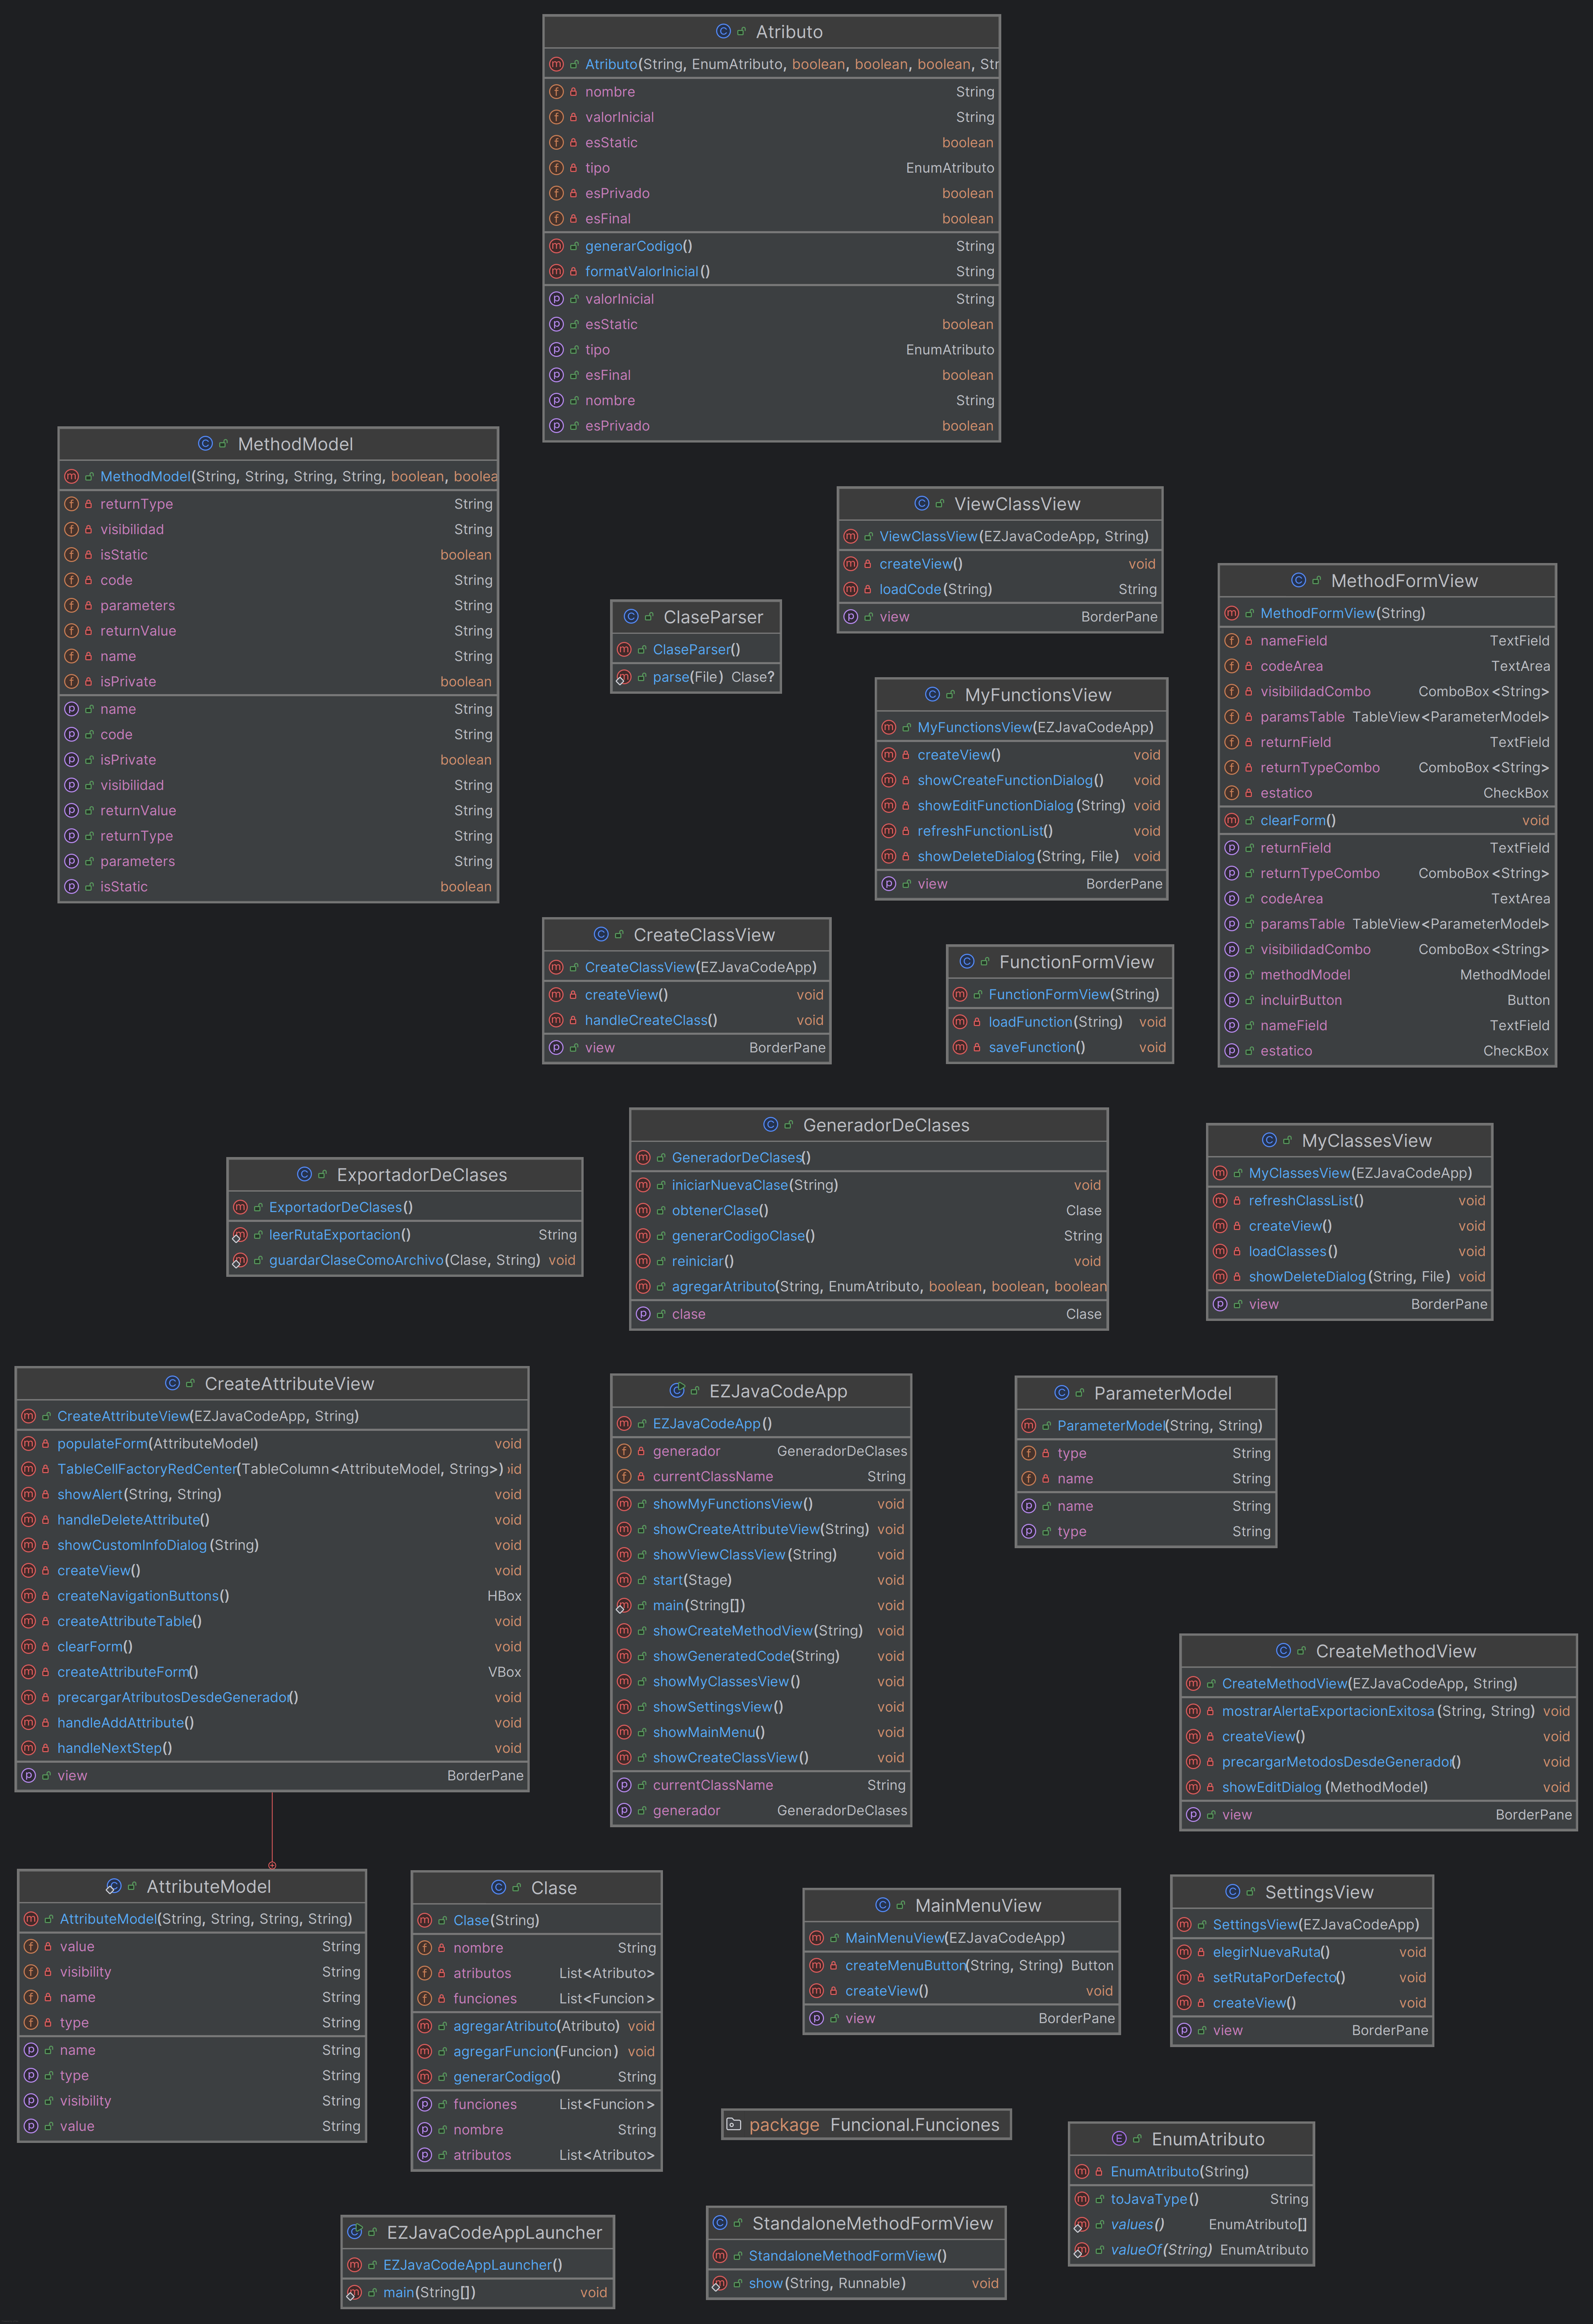 Atributo
Atributo(String, EnumAtributo, boolean, boolean, boolean, Str
nombre String
valorInicial String
esStatic boolean
tipo EnumAtributo
esPrivado boolean
esFinal boolean
generarCodigo() String
formatValorInicial() String
valorInicial String
esStatic boolean
tipo EnumAtributo
esFinal boolean
nombre String
esPrivado boolean
MethodModel
MethodModel(String, String, String, String, boolean, boolea
returnType String
visibilidad String
isStatic boolean
code String
parameters String
returnValue String
name String
isPrivate boolean
name String
code String
isPrivate boolean
visibilidad String
returnValue String
returnType String
parameters String
isStatic boolean
ViewClassView
ViewClassView(EZJavaCodeApp, String)
createView() void
loadCode(String) String
view BorderPane
MethodFormView
MethodFormView(String)
nameField TextField
codeArea TextArea
visibilidadCombo ComboBox<String>
paramsTable TableView<ParameterModel>
returnField TextField
returnTypeCombo ComboBox<String>
estatico CheckBox
clearForm() void
returnField TextField
returnTypeCombo ComboBox<String>
codeArea TextArea
paramsTable TableView<ParameterModel>
visibilidadCombo ComboBox<String>
methodModel MethodModel
incluirButton Button
nameField TextField
estatico CheckBox
ClaseParser
ClaseParser()
parse(File) Clase?
MyFunctionsView
MyFunctionsView(EZJavaCodeApp)
createView() void
showCreateFunctionDialog() void
showEditFunctionDialog(String) void
refreshFunctionList() void
showDeleteDialog(String, File) void
view BorderPane
CreateClassView
CreateClassView(EZJavaCodeApp)
createView() void
handleCreateClass() void
view BorderPane
FunctionFormView
FunctionFormView(String)
loadFunction(String) void
saveFunction() void
GeneradorDeClases
GeneradorDeClases()
iniciarNuevaClase(String) void
obtenerClase() Clase
generarCodigoClase() String
reiniciar() void
agregarAtributo(String, EnumAtributo, boolean, boolean, boolean
clase Clase
MyClassesView
MyClassesView(EZJavaCodeApp)
refreshClassList() void
createView() void
loadClasses() void
showDeleteDialog(String, File) void
view BorderPane
ExportadorDeClases
ExportadorDeClases()
leerRutaExportacion() String
guardarClaseComoArchivo(Clase, String) void
CreateAttributeView
CreateAttributeView(EZJavaCodeApp, String)
populateForm(AttributeModel) void
TableCellFactoryRedCenter(TableColumn<AttributeModel, String>) id
showAlert(String, String) void
handleDeleteAttribute() void
showCustomInfoDialog(String) void
createView() void
createNavigationButtons() HBox
createAttributeTable() void
clearForm() void
createAttributeForm() VBox
precargarAtributosDesdeGenerador() void
handleAddAttribute() void
handleNextStep() void
view BorderPane
EZJavaCodeApp
EZJavaCodeApp()
generador GeneradorDeClases
currentClassName String
showMyFunctionsView() void
showCreateAttributeView(String) void
showViewClassView(String) void
start(Stage) void
main(String[]) void
showCreateMethodView(String) void
showGeneratedCode(String) void
showMyClassesView() void
showSettingsView() void
showMainMenu() void
showCreateClassView() void
currentClassName String
generador GeneradorDeClases
ParameterModel
ParameterModel(String, String)
type String
name String
name String
type String
CreateMethodView
CreateMethodView(EZJavaCodeApp, String)
mostrarAlertaExportacionExitosa(String, String) void
createView() void
precargarMetodosDesdeGenerador() void
showEditDialog(MethodModel) void
view BorderPane
AttributeModel
AttributeModel(String, String, String, String)
value String
visibility String
name String
type String
name String
type String
visibility String
value String
Clase
Clase(String)
nombre String
atributos List<Atributo>
funciones List<Funcion>
agregarAtributo(Atributo) void
agregarFuncion(Funcion) void
generarCodigo() String
funciones List<Funcion>
nombre String
atributos List<Atributo>
MainMenuView
MainMenuView(EZJavaCodeApp)
createMenuButton(String, String) Button
createView() void
view BorderPane
SettingsView
SettingsView(EZJavaCodeApp)
elegirNuevaRuta() void
setRutaPorDefecto() void
createView() void
view BorderPane
package Funcional.Funciones
EnumAtributo
EnumAtributo(String)
toJavaType() String
values() EnumAtributo[]
valueOf(String) EnumAtributo
EZJavaCodeAppLauncher
EZJavaCodeAppLauncher()
main(String[]) void
StandaloneMethodFormView
StandaloneMethodFormView()
show(String, Runnable) void